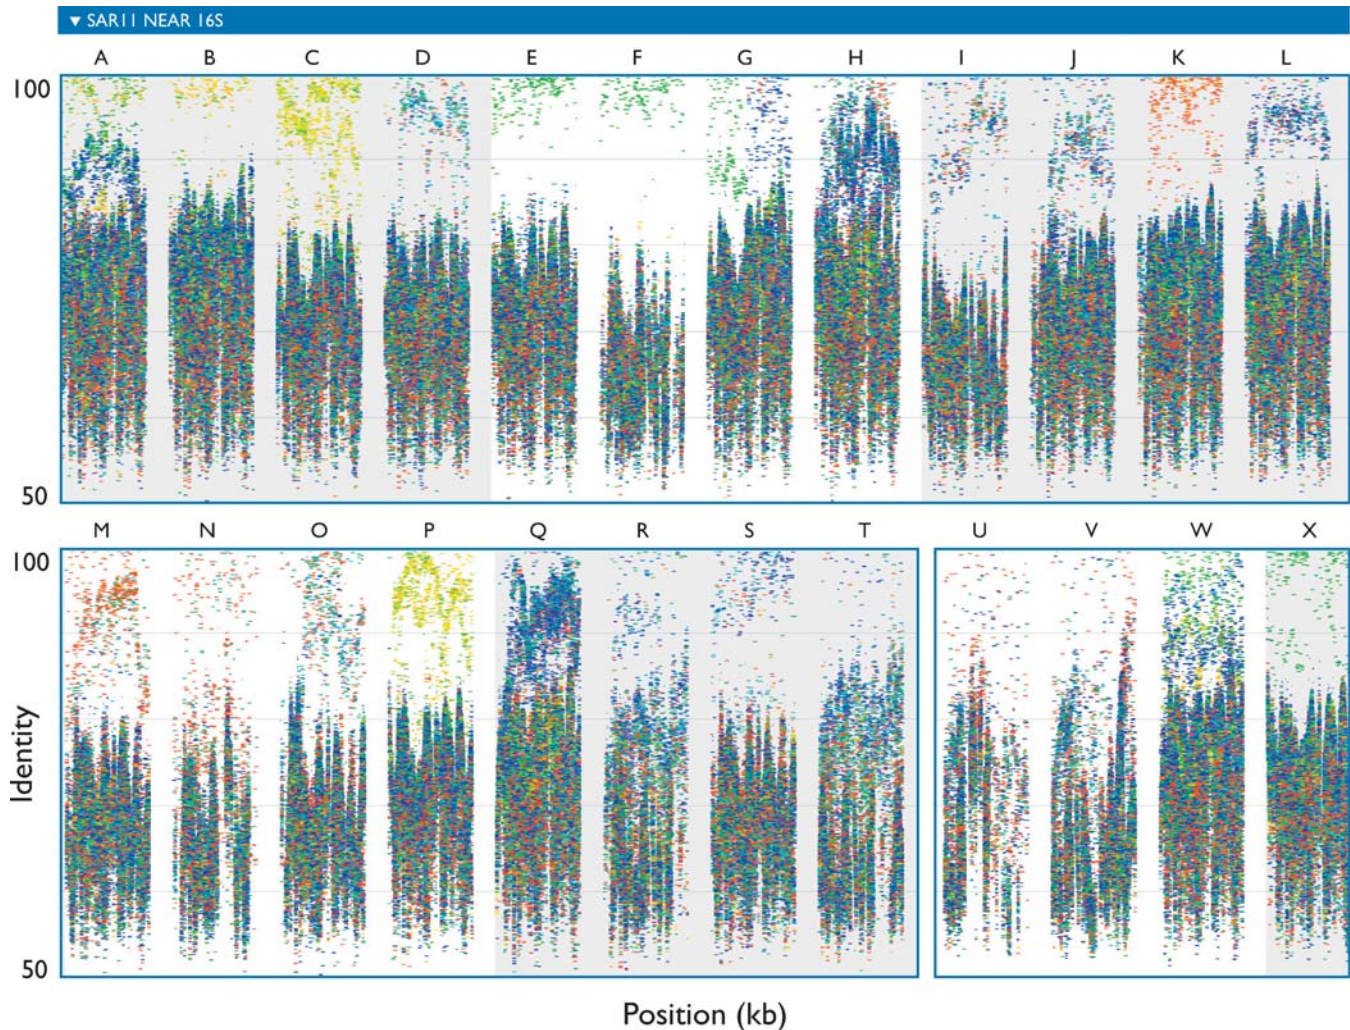 ▼ SAR11 NEAR 16S
A B C D E F G H I J K L
100
50
M N O P Q R S T U V W X
100
Identity
50
Position (kb)